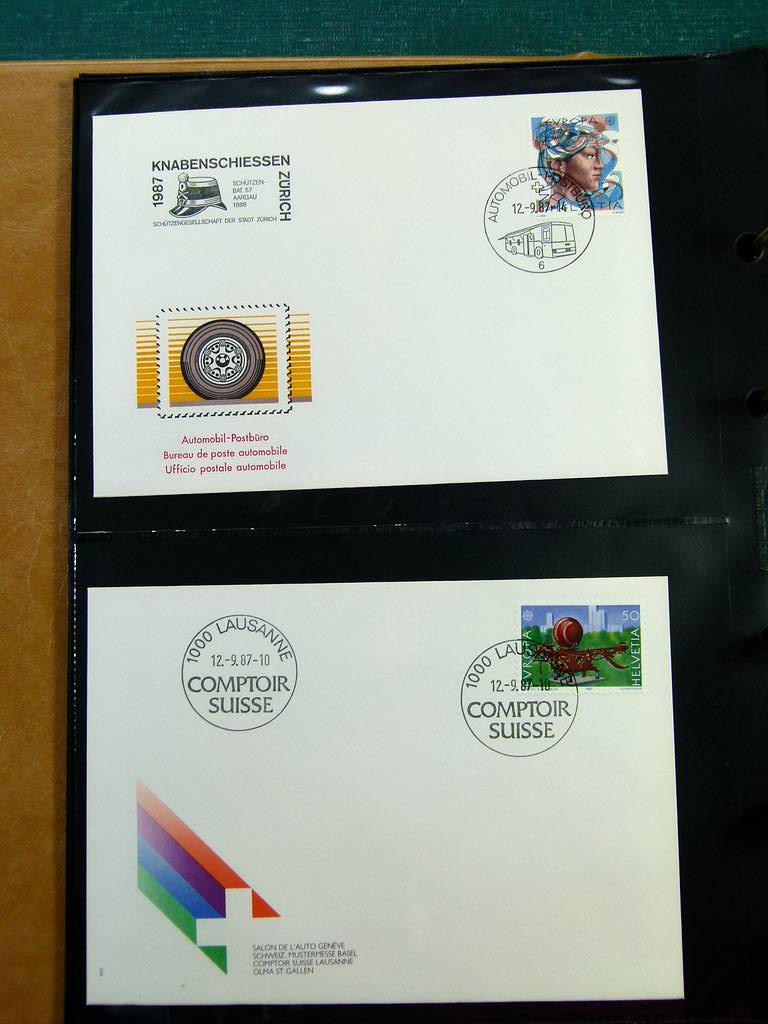 1987
KNABENSCHIESSEN
ZÜRICH
SCHÜTZEN-
BAT. 57
AARGAU
1888
SCHÜTZENGESELLSCHAFT DER STADT ZÜRICH
EVROPA
HELVETIA
AUTOMOBIL-POSTBÜRO
12.-9.87-14
6
Automobil-Postbüro
Bureau de poste automobile
Ufficio postale automobile
1000 LAUSANNE
12.-9.87-10
COMPTOIR
SUISSE
50
HELVETIA
1000 LAUSANNE
12.-9.87-10
COMPTOIR
SUISSE
SALON DE L'AUTO GENÈVE
SCHWEIZ. MUSTERMESSE BASEL
COMPTOIR SUISSE LAUSANNE
OLMA ST. GALLEN